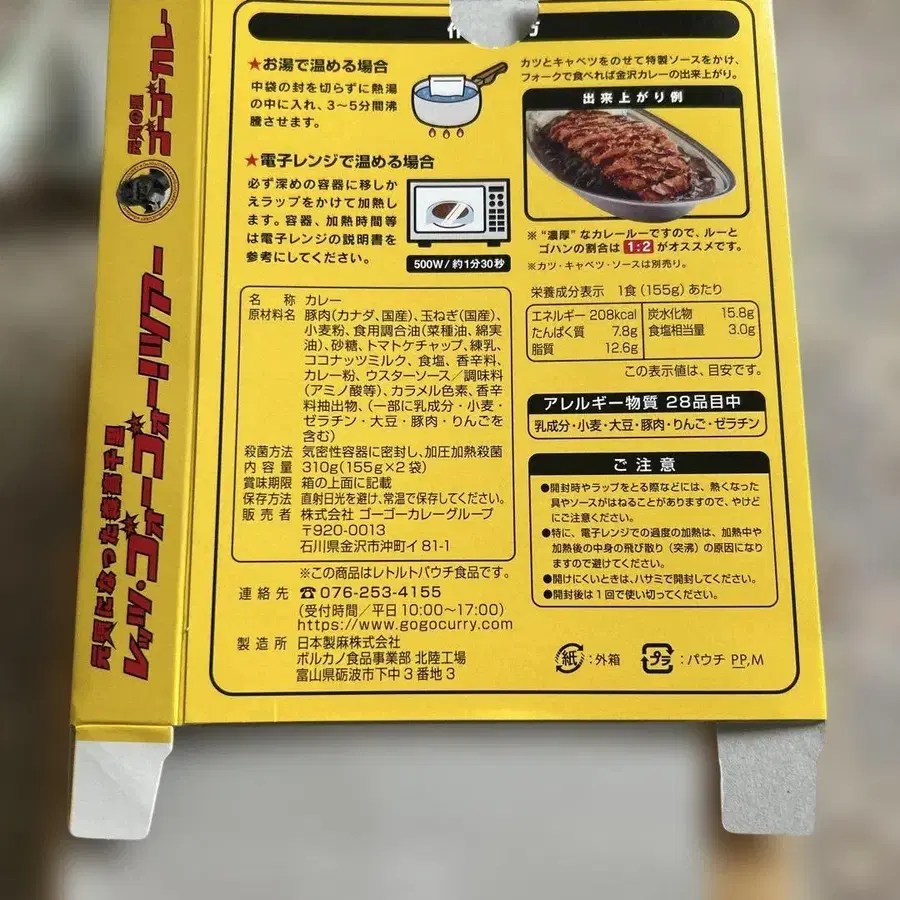 ★お湯で温める場合
中袋の封を切らずに熱湯
の中に入れ、3〜5分間沸
騰させます。
★電子レンジで温める場合
必ず深めの容器に移しか
えラップをかけて加熱し
ます。容器、加熱時間等
は電子レンジの説明書を
参考にしてください。
500W/約1分30秒
カツとキャベツをのせて特製ソースをかけ、
フォークで食べれば金沢カレーの出来上がり。
出来上がり例
※“濃厚”なカレールーですので、ルーと
ゴハンの割合は 1:2 がオススメです。
※カツ・キャベツ・ソースは別売り。
名 称 カレー
原材料名 豚肉(カナダ、国産)、玉ねぎ(国産)、
小麦粉、食用調合油(菜種油、綿実
油)、砂糖、トマトケチャップ、練乳、
ココナッツミルク、食塩、香辛料、
カレー粉、ウスターソース/調味料
(アミノ酸等)、カラメル色素、香辛
料抽出物、(一部に乳成分・小麦・
ゼラチン・大豆・豚肉・りんごを
含む)
殺菌方法 気密性容器に密封し、加圧加熱殺菌
内 容 量 310g(155g×2袋)
賞味期限 箱の上面に記載
保存方法 直射日光を避け、常温で保存してください。
販 売 者 株式会社 ゴーゴーカレーグループ
〒920-0013
石川県金沢市沖町イ81-1
※この商品はレトルトパウチ食品です。
連 絡 先 ☎076-253-4155
(受付時間/平日10:00〜17:00)
https://www.gogocurry.com
製 造 所 日本製麻株式会社
ボルカノ食品事業部 北陸工場
富山県砺波市下中3番地3
栄養成分表示 1食(155g)あたり
エネルギー 208kcal
たんぱく質 7.8g
脂質 12.6g
炭水化物 15.8g
食塩相当量 3.0g
この表示値は、目安です。
アレルギー物質 28品目中
乳成分・小麦・大豆・豚肉・りんご・ゼラチン
ご注意
●開封時やラップをとる際などには、熱くなった
具やソースがはねることがありますので、やけど
にご注意ください。
●特に、電子レンジでの過度の加熱は、加熱中や
加熱後の中身の飛び散り(突沸)の原因になり
ますので避けてください。
●開けにくいときは、ハサミで開封してください。
●開封後は1回で使い切ってください。
紙:外箱
プラ:パウチ PP,M
元気の源
ゴーゴーカレー
レッツ・ゴォーゴォー!ツアー